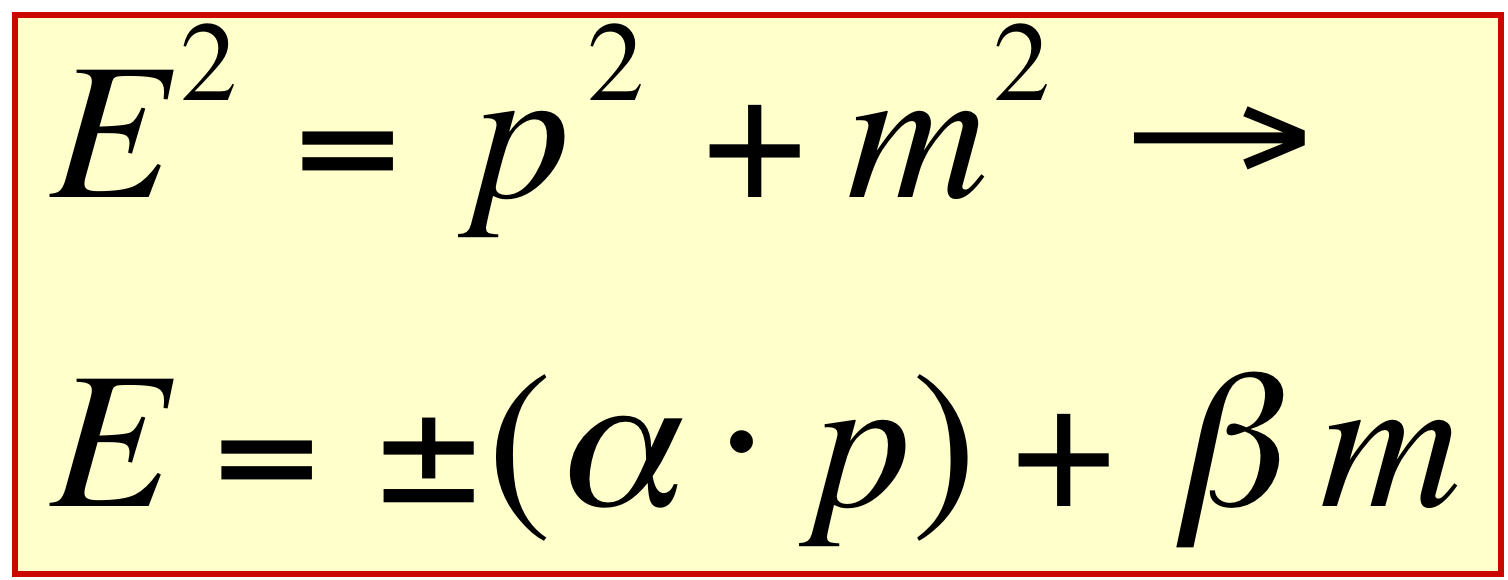 E² = p² + m² →
E = ±(α · p) + β m